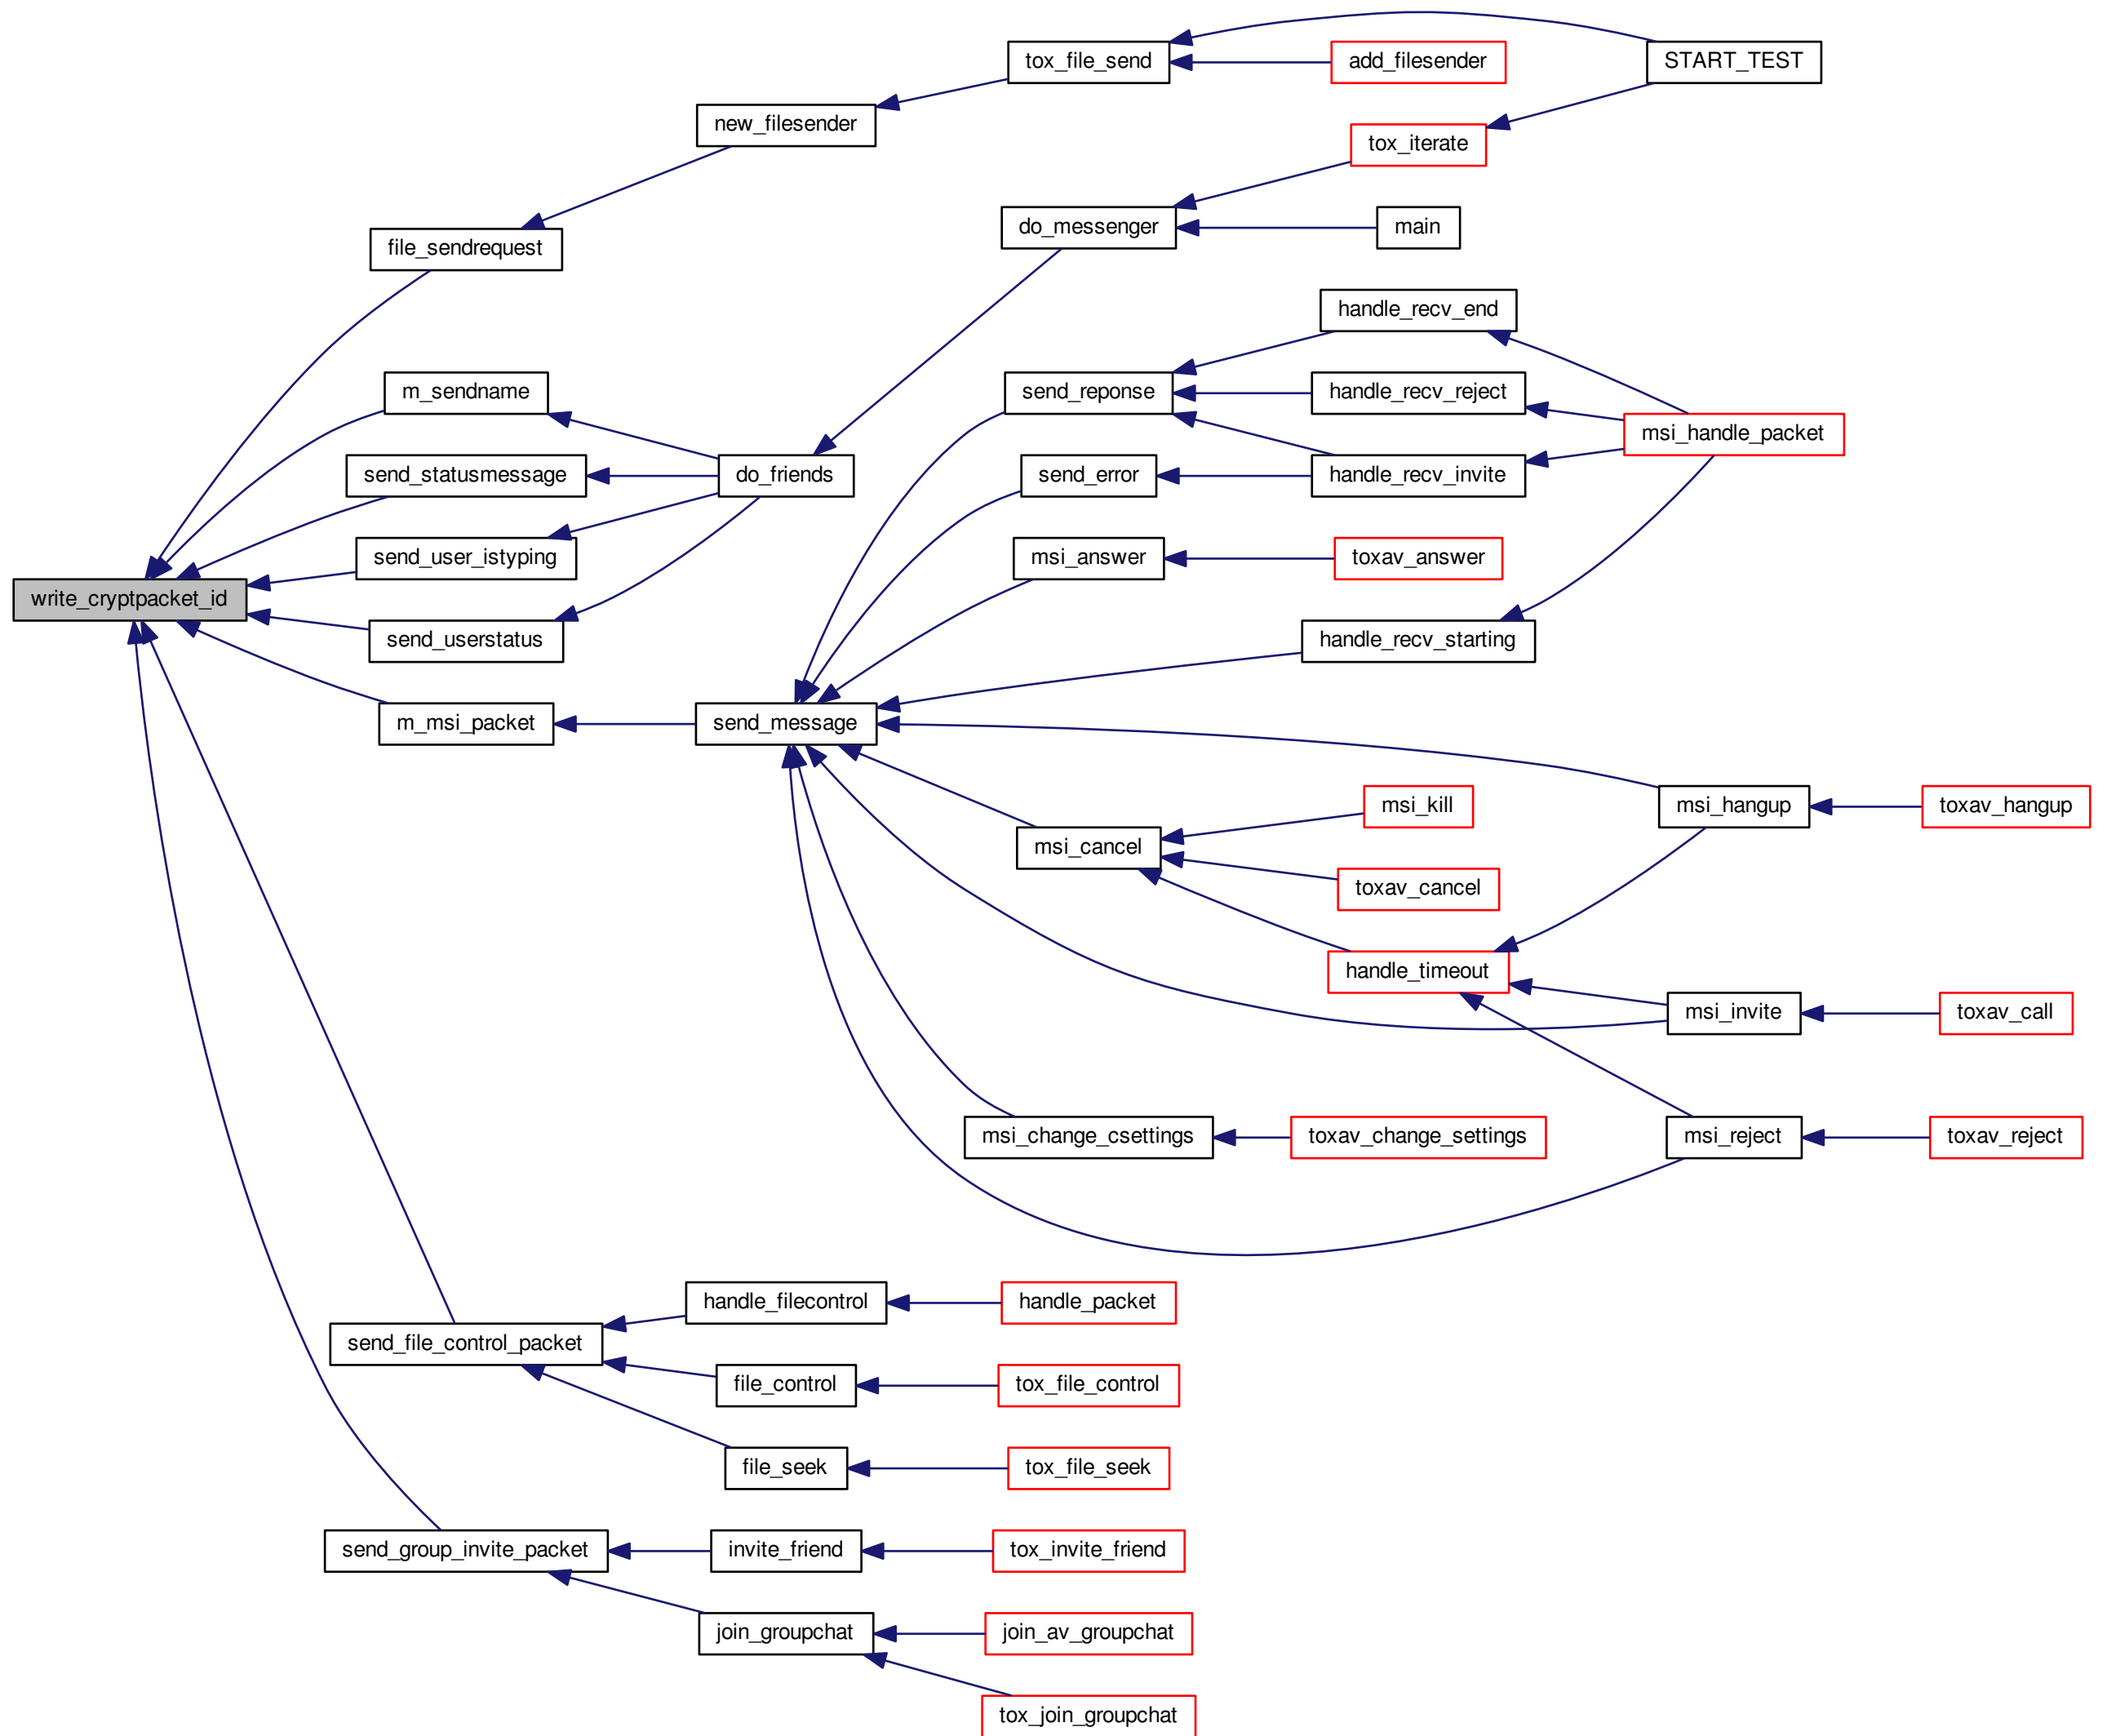 tox_file_send
START_TEST
add_filesender
new_filesender
tox_iterate
do_messenger
main
file_sendrequest
handle_recv_end
m_sendname
send_reponse
handle_recv_reject
msi_handle_packet
send_statusmessage
do_friends
send_error
handle_recv_invite
send_user_istyping
msi_answer
toxav_answer
write_cryptpacket_id
send_userstatus
handle_recv_starting
m_msi_packet
send_message
msi_kill
msi_hangup
toxav_hangup
msi_cancel
toxav_cancel
handle_timeout
msi_invite
toxav_call
msi_change_csettings
toxav_change_settings
msi_reject
toxav_reject
handle_filecontrol
handle_packet
send_file_control_packet
file_control
tox_file_control
file_seek
tox_file_seek
send_group_invite_packet
invite_friend
tox_invite_friend
join_groupchat
join_av_groupchat
tox_join_groupchat